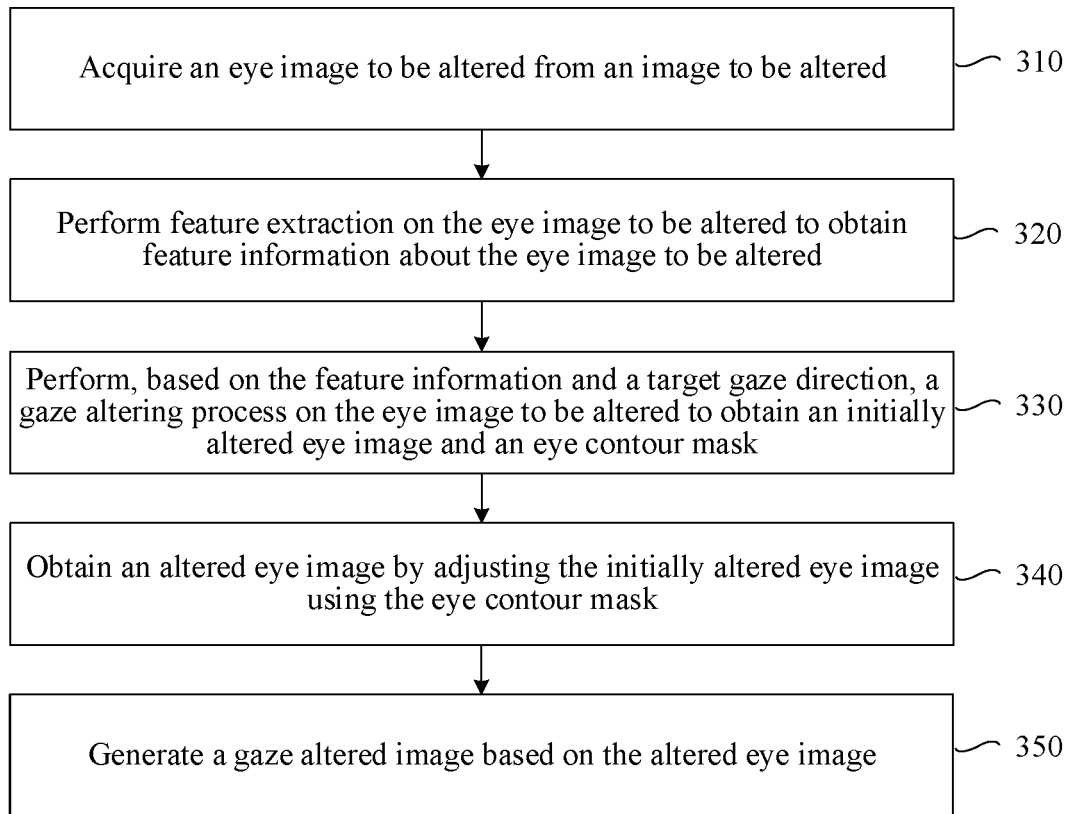 Acquire an eye image to be altered from an image to be altered
310
Perform feature extraction on the eye image to be altered to obtain
feature information about the eye image to be altered
320
Perform, based on the feature information and a target gaze direction, a
gaze altering process on the eye image to be altered to obtain an initially
altered eye image and an eye contour mask
330
Obtain an altered eye image by adjusting the initially altered eye image
using the eye contour mask
340
Generate a gaze altered image based on the altered eye image
350